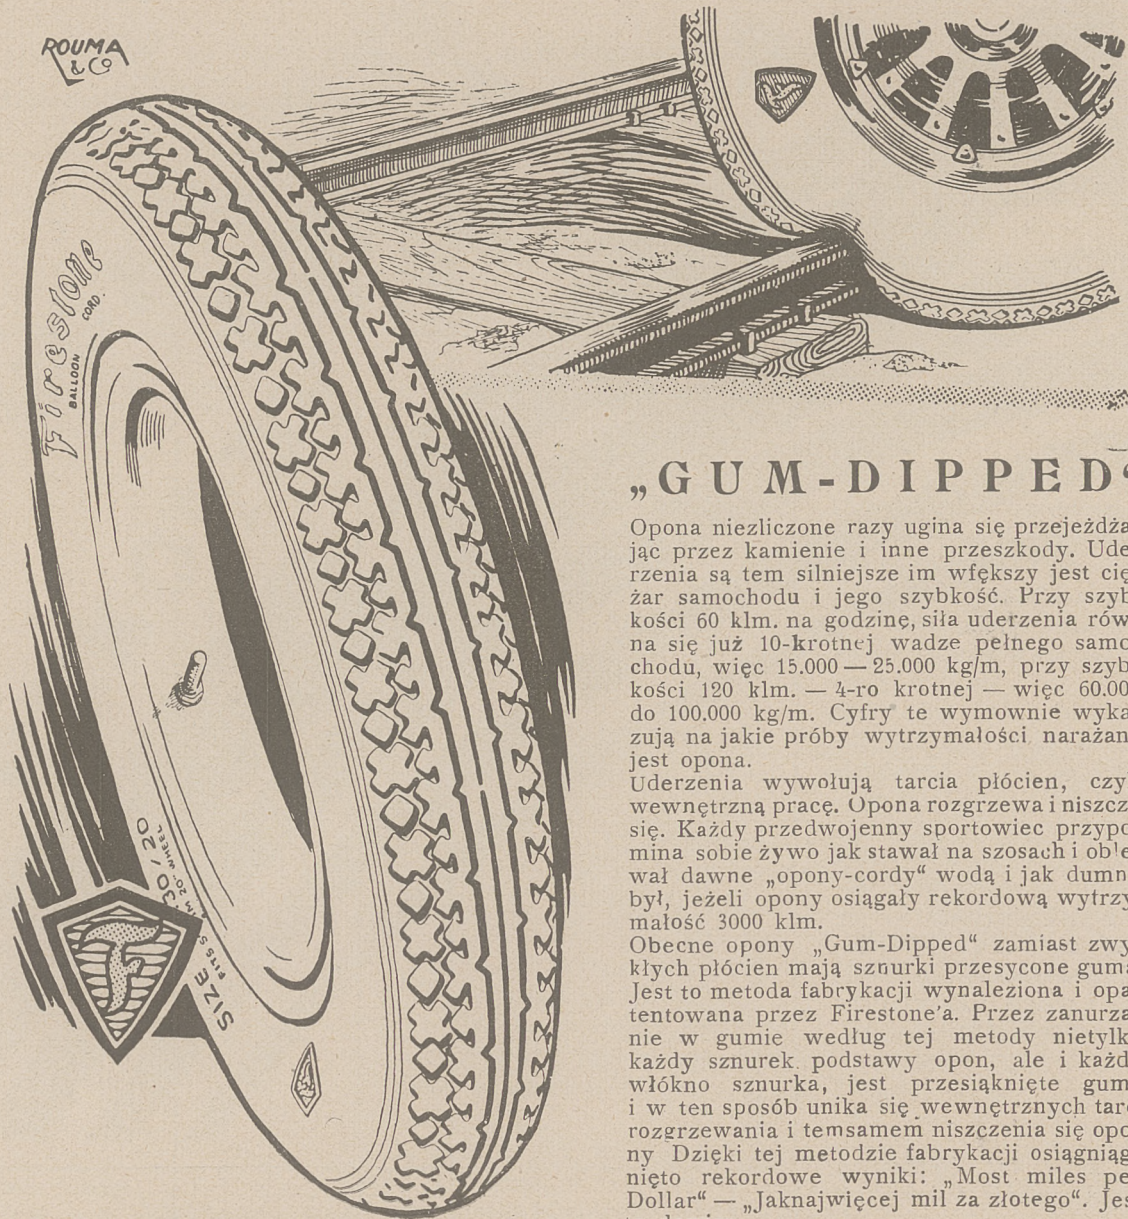 ROUMA
& Co
Firestone
CORD.
BALLOON
SIZE 30 / 20
FITS 20" WHEEL
„GUM-DIPPED“
Opona niezliczone razy ugina się przejeżdża
jąc przez kamienie i inne przeszkody. Ude
rzenia są tem silniejsze im wfększy jest cię
żar samochodu i jego szybkość. Przy szyb
kości 60 klm. na godzinę, siła uderzenia rów
na się już 10-krotnej wadze pełnego samo
chodu, więc 15.000 — 25.000 kg/m, przy szyb
kości 120 klm. — 4-ro krotnej — więc 60.00
do 100.000 kg/m. Cyfry te wymownie wyka
zują na jakie próby wytrzymałości narażan
jest opona.
Uderzenia wywołują tarcia płócien, czy
wewnętrzną pracę. Opona rozgrzewa i niszcz
się. Każdy przedwojenny sportowiec przypo
mina sobie żywo jak stawał na szosach i oble
wał dawne „opony-cordy“ wodą i jak dumn
był, jeżeli opony osiągały rekordową wytrzy
małość 3000 klm.
Obecne opony „Gum-Dipped“ zamiast zwy
kłych płócien mają sznurki przesycone gumą
Jest to metoda fabrykacji wynaleziona i opa
tentowana przez Firestone'a. Przez zanurza
nie w gumie według tej metody nietylk
każdy sznurek podstawy opon, ale i każd
włókno sznurka, jest przesiąknięte gum
i w ten sposób unika się wewnętrznych tarć
rozgrzewania i temsamem niszczenia się opo
ny Dzięki tej metodzie fabrykacji osiągniąg
nięto rekordowe wyniki: „Most miles pe
Dollar“ — „Jaknajwięcej mil za złotego“. Jes